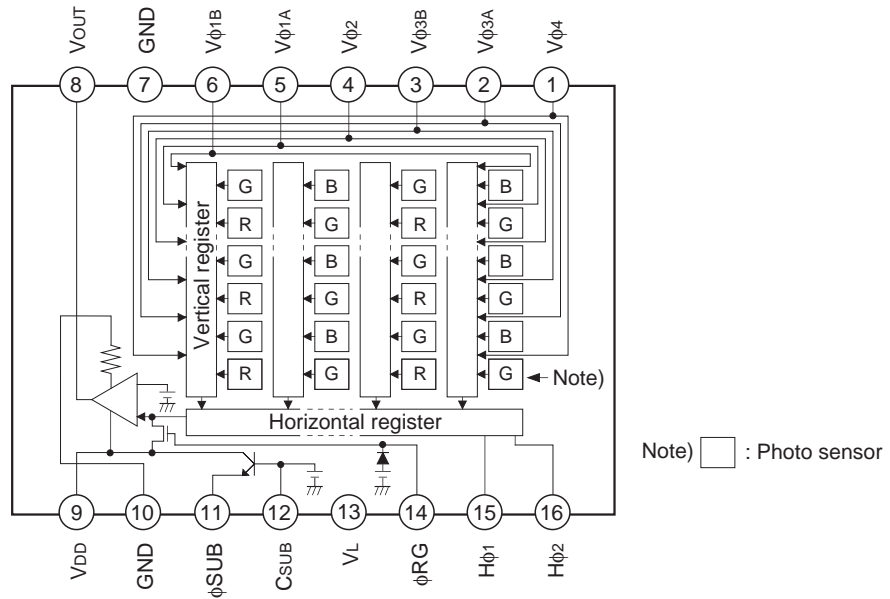 VOUT GND Vϕ1B Vϕ1A Vϕ2 Vϕ3B Vϕ3A Vϕ4
8 7 6 5 4 3 2 1
G B G B
R G R G
G B G B
R G R G
G B G B
R G R G
Vertical register
Note)
Horizontal register
Note) : Photo sensor
9 10 11 12 13 14 15 16
VDD GND ϕSUB CSUB VL ϕRG Hϕ1 Hϕ2